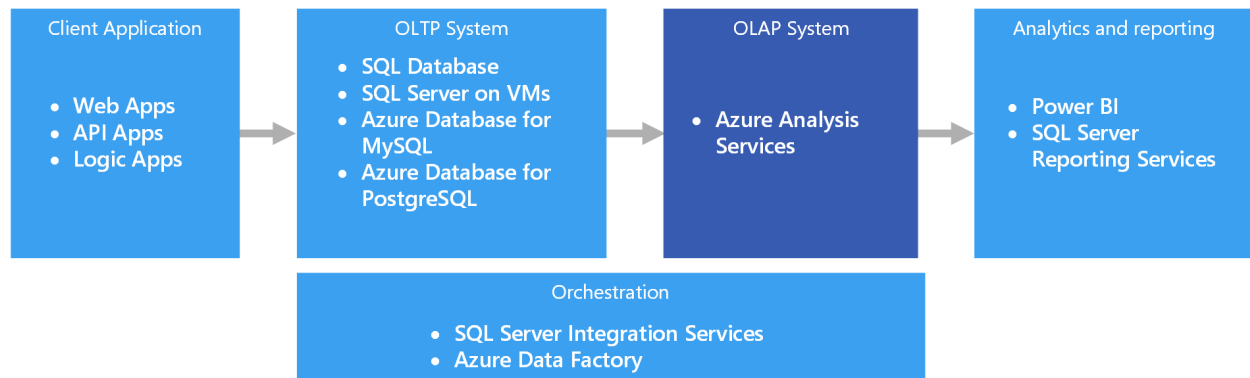 Client Application
• Web Apps
• API Apps
• Logic Apps
OLTP System
• SQL Database
• SQL Server on VMs
• Azure Database for
MySQL
• Azure Database for
PostgreSQL
OLAP System
• Azure Analysis
Services
Analytics and reporting
• Power BI
• SQL Server
Reporting Services
Orchestration
• SQL Server Integration Services
• Azure Data Factory